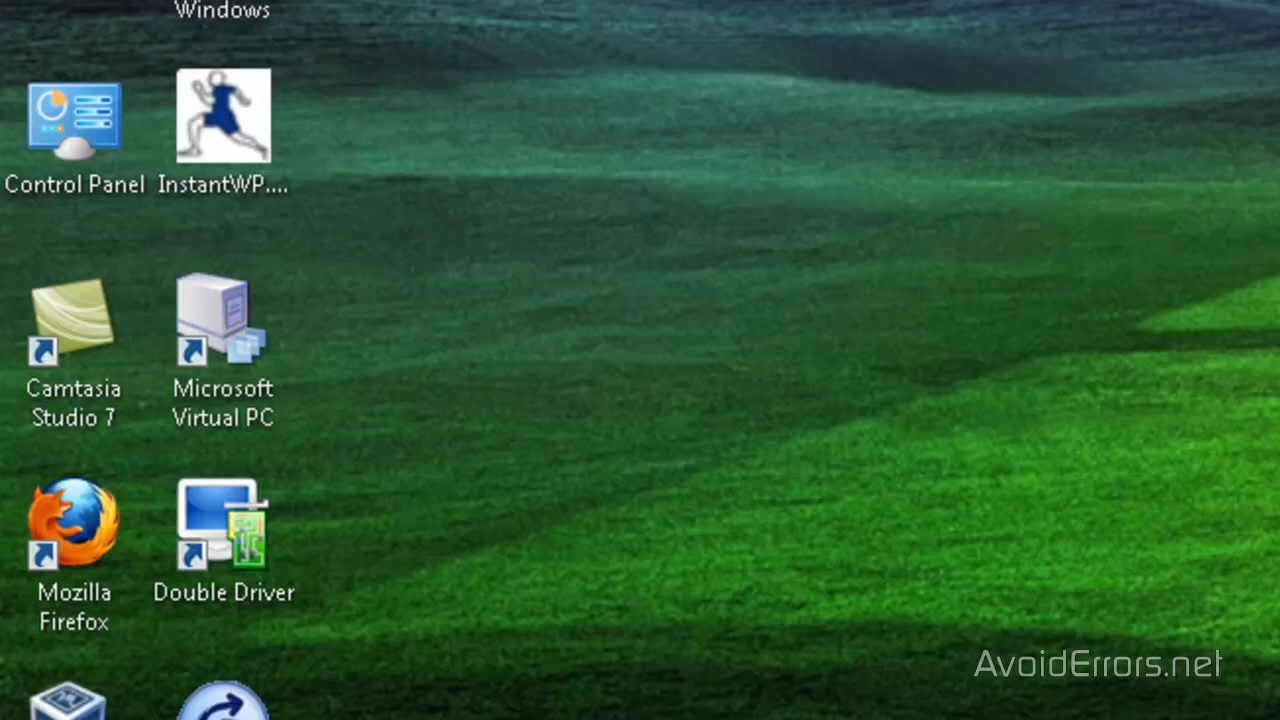 Windows
Control Panel
InstantWP....
Camtasia
Studio 7
Microsoft
Virtual PC
Mozilla
Firefox
Double Driver
AvoidErrors.net